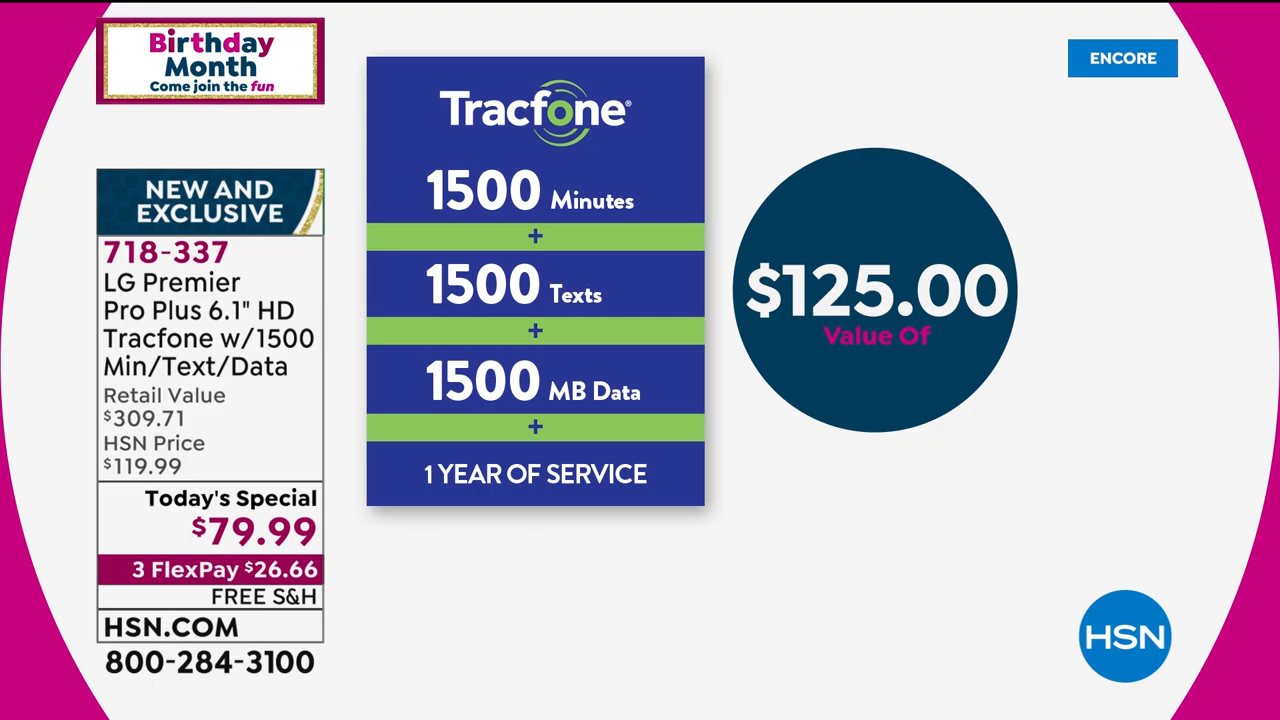 Birthday
Month
Come join the fun
ENCORE
Tracfone®
1500 Minutes
+
1500 Texts
+
1500 MB Data
+
1 YEAR OF SERVICE
$125.00
Value Of
NEW AND
EXCLUSIVE
718-337
LG Premier
Pro Plus 6.1" HD
Tracfone w/1500
Min/Text/Data
Retail Value
$309.71
HSN Price
$119.99
Today's Special
$79.99
3 FlexPay $26.66
FREE S&H
HSN.COM
800-284-3100
HSN